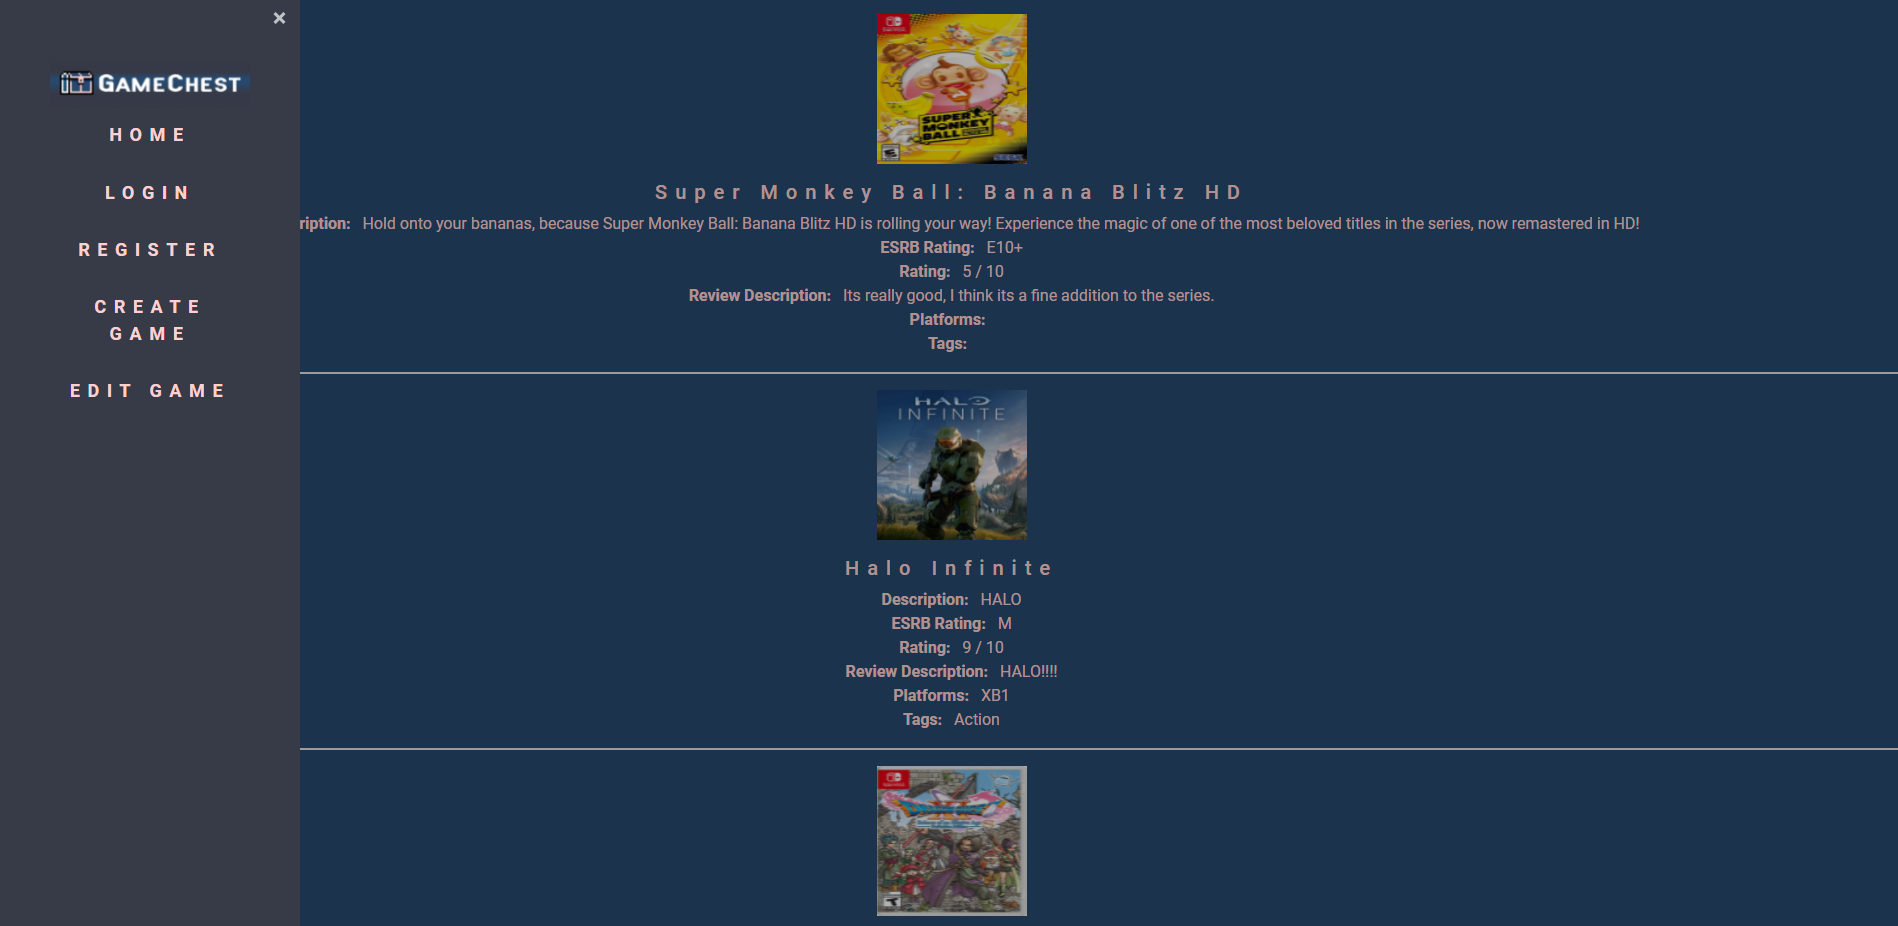 ×
GAMECHEST
HOME
LOGIN
REGISTER
CREATE
GAME
EDIT GAME
SUPER
MONKEY
BALL
SEGA
E
Super Monkey Ball: Banana Blitz HD
ription: Hold onto your bananas, because Super Monkey Ball: Banana Blitz HD is rolling your way! Experience the magic of one of the most beloved titles in the series, now remastered in HD!
ESRB Rating: E10+
Rating: 5 / 10
Review Description: Its really good, I think its a fine addition to the series.
Platforms:
Tags:
HALO
INFINITE
Halo Infinite
Description: HALO
ESRB Rating: M
Rating: 9 / 10
Review Description: HALO!!!!
Platforms: XB1
Tags: Action
T